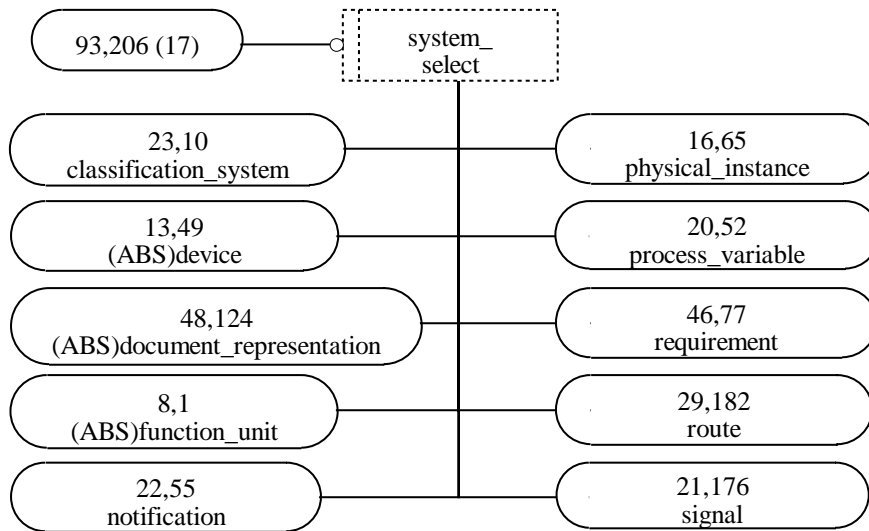 93,206 (17)
system_
select
23,10
classification_system
16,65
physical_instance
13,49
(ABS)device
20,52
process_variable
48,124
(ABS)document_representation
46,77
requirement
8,1
(ABS)function_unit
29,182
route
22,55
notification
21,176
signal